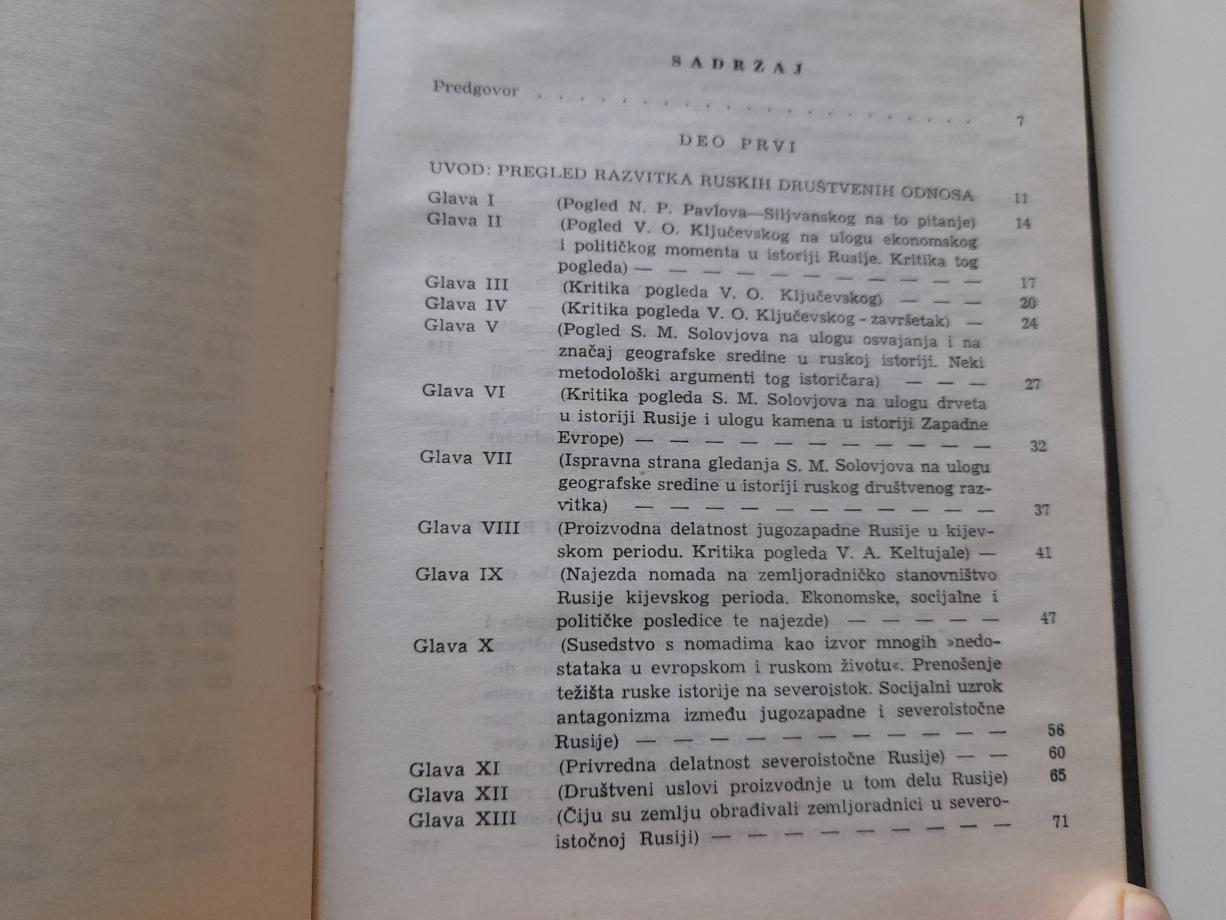 SADRŽAJ
Predgovor . . . . . . . . . . . . . . . . . . . . . 7
DEO PRVI
UVOD: PREGLED RAZVITKA RUSKIH DRUŠTVENIH ODNOSA 11
Glava I (Pogled N. P. Pavlova—Siljvanskog na to pitanje) 14
Glava II (Pogled V. O. Ključevskog na ulogu ekonomskog
i političkog momenta u istoriji Rusije. Kritika tog
pogleda) — — — — — — — — — — 17
Glava III (Kritika pogleda V. O. Ključevskog) — — — 20
Glava IV (Kritika pogleda V. O. Ključevskog - završetak) — 24
Glava V (Pogled S. M. Solovjova na ulogu osvajanja i na
značaj geografske sredine u ruskoj istoriji. Neki
metodološki argumenti tog istoričara) — — — 27
Glava VI (Kritika pogleda S. M. Solovjova na ulogu drveta
u istoriji Rusije i ulogu kamena u istoriji Zapadne
Evrope) — — — — — — — — — — — 32
Glava VII (Ispravna strana gledanja S. M. Solovjova na ulogu
geografske sredine u istoriji ruskog društvenog raz-
vitka) — — — — — — — — — — — 37
Glava VIII (Proizvodna delatnost jugozapadne Rusije u kijev-
skom periodu. Kritika pogleda V. A. Keltujale) — 41
Glava IX (Najezda nomada na zemljoradničko stanovništvo
Rusije kijevskog perioda. Ekonomske, socijalne i
političke posledice te najezde) — — — — — 47
Glava X (Susedstvo s nomadima kao izvor mnogih »nedo-
stataka u evropskom i ruskom životu«. Prenošenje
težišta ruske istorije na severoistok. Socijalni uzrok
antagonizma između jugozapadne i severoistočne
Rusije) — — — — — — — — — — — 56
Glava XI (Privredna delatnost severoistočne Rusije) — — 60
Glava XII (Društveni uslovi proizvodnje u tom delu Rusije) 65
Glava XIII (Čiju su zemlju obrađivali zemljoradnici u severo-
istočnoj Rusiji) — — — — — — — — — 71